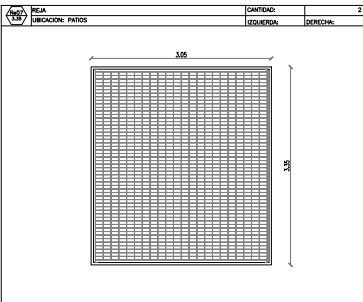 Re07 REJA CANTIDAD: 2
3.36 UBICACION: PATIOS IZQUIERDA: DERECHA:
3.05
3.35